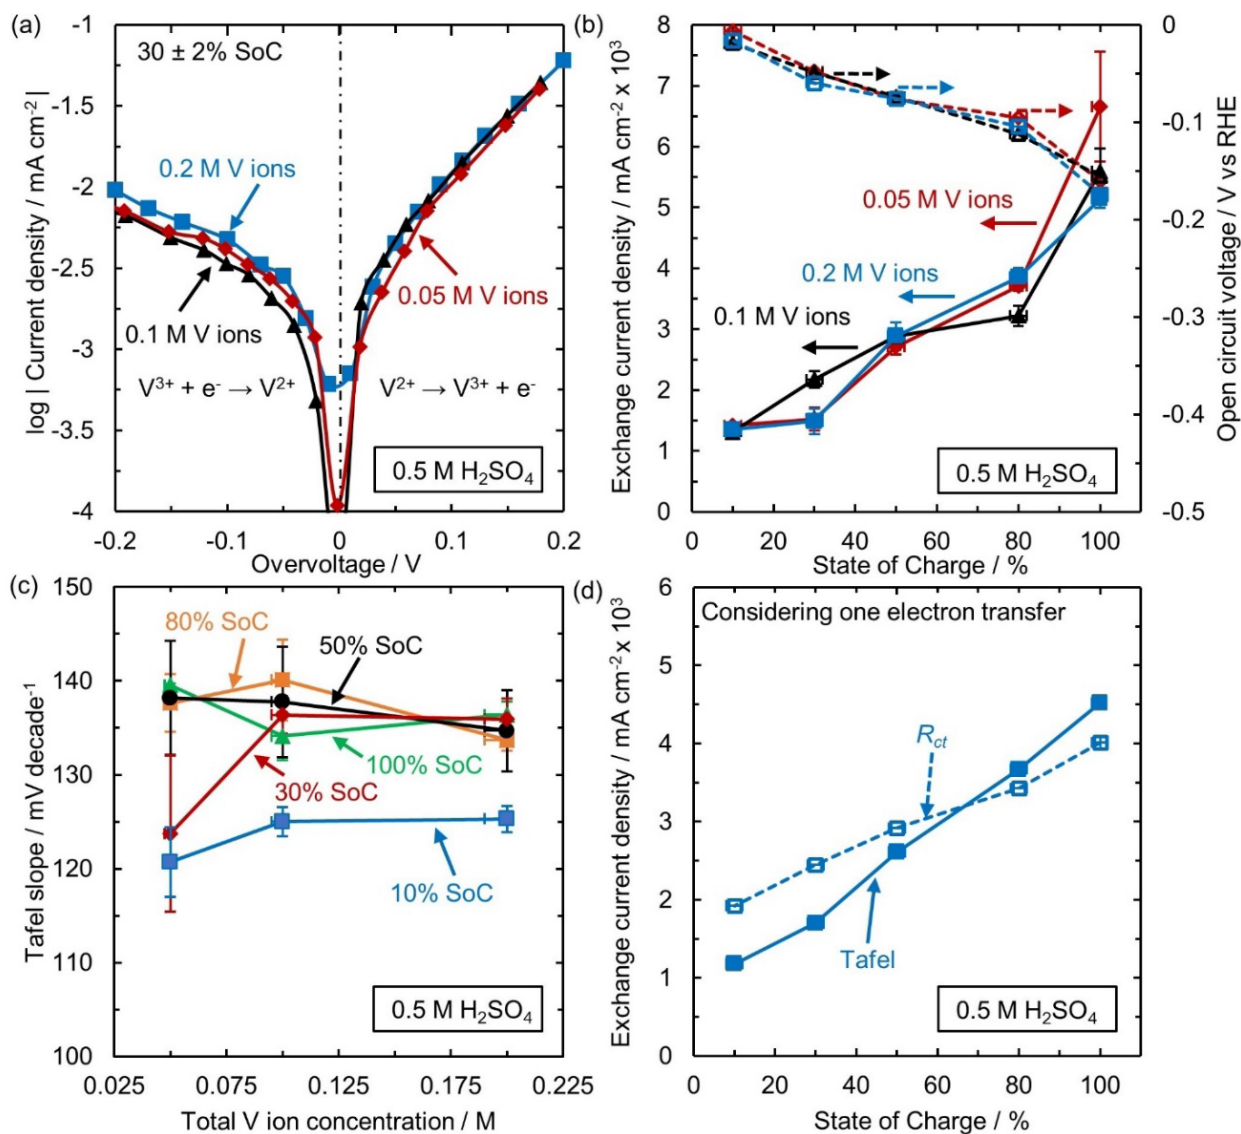 (a)
log | Current density / mA cm⁻² |
-1
-1.5
-2
-2.5
-3
-3.5
-4
30 ± 2% SoC
0.2 M V ions
0.05 M V ions
0.1 M V ions
V³⁺ + e⁻ → V²⁺
V²⁺ → V³⁺ + e⁻
0.5 M H₂SO₄
-0.2
-0.1
0
0.1
0.2
Overvoltage / V
(b)
Exchange current density / mA cm⁻² x 10³
8
7
6
5
4
3
2
1
0
0.05 M V ions
0.2 M V ions
0.1 M V ions
0.5 M H₂SO₄
0
-0.1
-0.2
-0.3
-0.4
-0.5
Open circuit voltage / V vs RHE
0
20
40
60
80
100
State of Charge / %
(c)
Tafel slope / mV decade⁻¹
150
140
130
120
110
100
80% SoC
50% SoC
100% SoC
30% SoC
10% SoC
0.5 M H₂SO₄
0.025
0.075
0.125
0.175
0.225
Total V ion concentration / M
(d)
Exchange current density / mA cm⁻² x 10³
6
5
4
3
2
1
0
Considering one electron transfer
R_ct
Tafel
0.5 M H₂SO₄
0
20
40
60
80
100
State of Charge / %